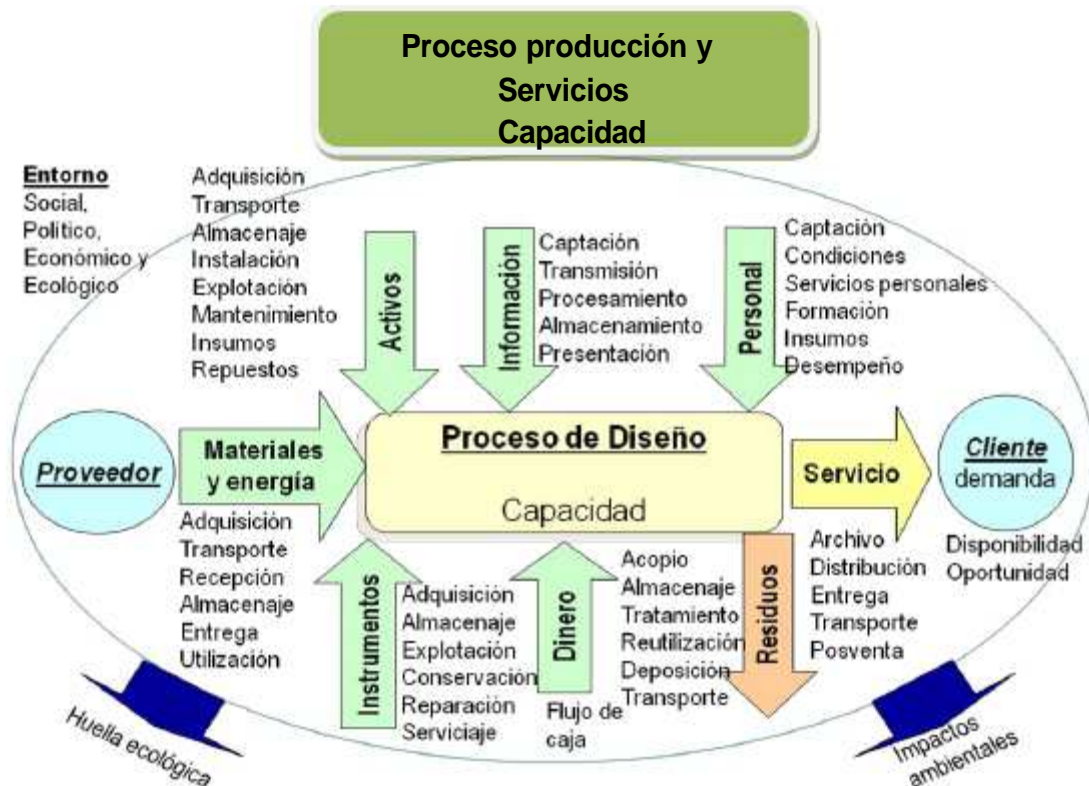 Proceso producción y
Servicios
Capacidad
Entorno
Social,
Político,
Económico y
Ecológico
Adquisición
Transporte
Almacenaje
Instalación
Explotación
Mantenimiento
Insumos
Repuestos
Activos
Información
Captación
Transmisión
Procesamiento
Almacenamiento
Presentación
Personal
Captación
Condiciones
Servicios personales
Formación
Insumos
Desempeño
Proveedor
Materiales
y energía
Proceso de Diseño
Capacidad
Servicio
Cliente
demanda
Adquisición
Transporte
Recepción
Almacenaje
Entrega
Utilización
Instrumentos
Adquisición
Almacenaje
Explotación
Conservación
Reparación
Serviciaje
Dinero
Flujo de
caja
Acopio
Almacenaje
Tratamiento
Reutilización
Deposición
Transporte
Residuos
Archivo
Distribución
Entrega
Transporte
Posventa
Disponibilidad
Oportunidad
Huella ecológica
Impactos
ambientales